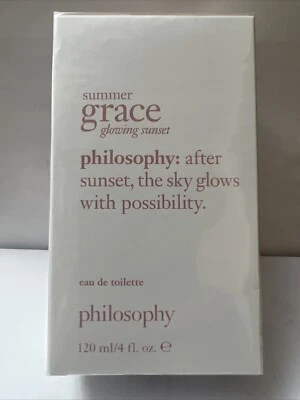 summer
grace
glowing sunset
philosophy: after
sunset, the sky glows
with possibility.
eau de toilette
philosophy
120 ml/4 fl. oz. ℮